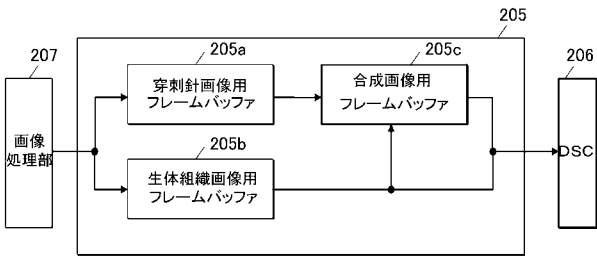 205
207
205a
205c
206
穿刺針画像用
フレームバッファ
合成画像用
フレームバッファ
画像
処理部
205b
DSC
生体組織画像用
フレームバッファ